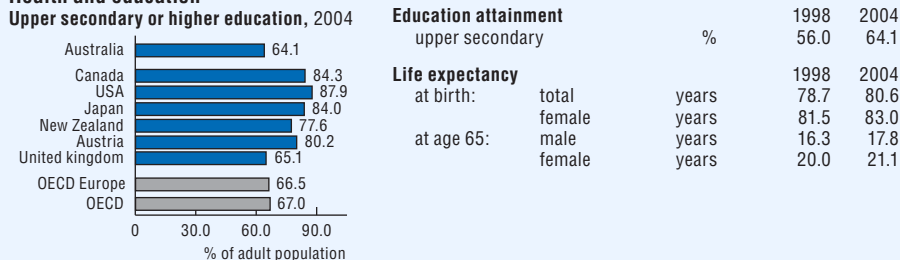 Health and education
Upper secondary or higher education, 2004
Australia 64.1
Canada 84.3
USA 87.9
Japan 84.0
New Zealand 77.6
Austria 80.2
United kingdom 65.1
OECD Europe 66.5
OECD 67.0
0 30.0 60.0 90.0
% of adult population
Education attainment 1998 2004
upper secondary % 56.0 64.1
Life expectancy 1998 2004
at birth: total years 78.7 80.6
female years 81.5 83.0
at age 65: male years 16.3 17.8
female years 20.0 21.1